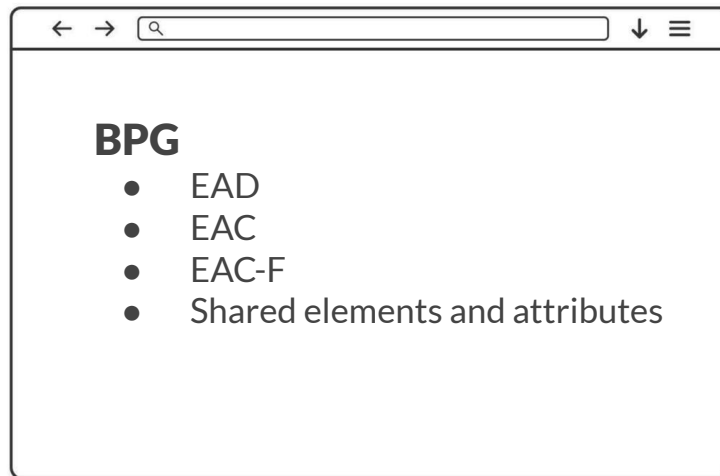 BPG
● EAD
● EAC
● EAC-F
● Shared elements and attributes